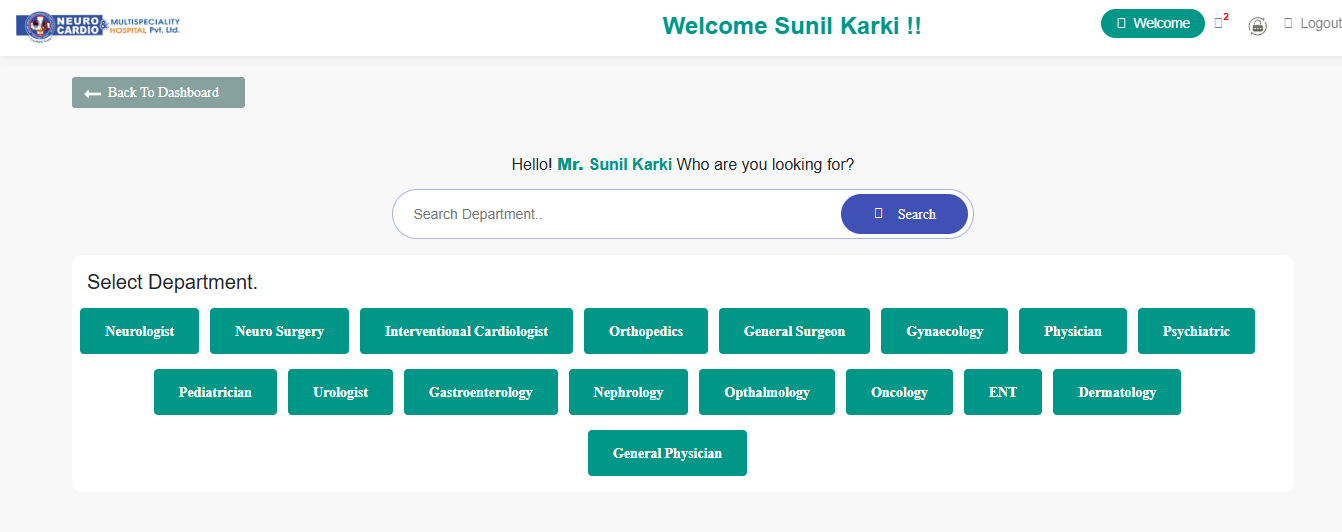 NEURO CARDIO & MULTISPECIALITY HOSPITAL Pvt. Ltd.
Welcome Sunil Karki !!
Welcome
2
Logout
Back To Dashboard
Hello! Mr. Sunil Karki Who are you looking for?
Search Department..
Search
Select Department.
Neurologist Neuro Surgery Interventional Cardiologist Orthopedics General Surgeon Gynaecology Physician Psychiatric
Pediatrician Urologist Gastroenterology Nephrology Opthalmology Oncology ENT Dermatology
General Physician